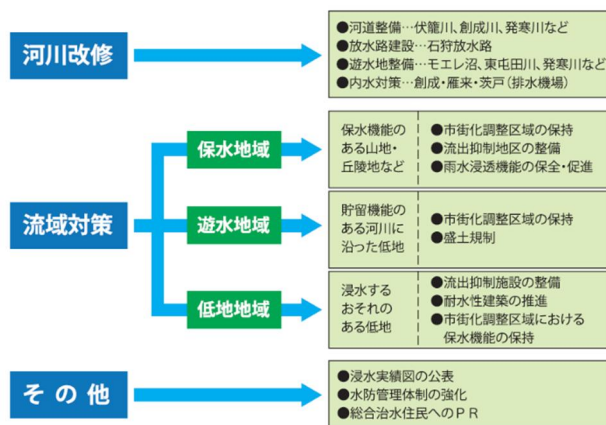 河川改修
●河道整備…伏籠川、創成川、発寒川など
●放水路建設…石狩放水路
●遊水地整備…モエレ沼、東屯田川、発寒川など
●内水対策…創成・雁来・茨戸(排水機場)
流域対策
保水地域
保水機能の
ある山地・
丘陵地など
●市街化調整区域の保持
●流出抑制地区の整備
●雨水浸透機能の保全・促進
遊水地域
貯留機能の
ある河川に
沿った低地
●市街化調整区域の保持
●盛土規制
低地地域
浸水する
おそれの
ある低地
●流出抑制施設の整備
●耐水性建築の推進
●市街化調整区域における
保水機能の保持
その他
●浸水実績図の公表
●水防管理体制の強化
●総合治水住民へのPR